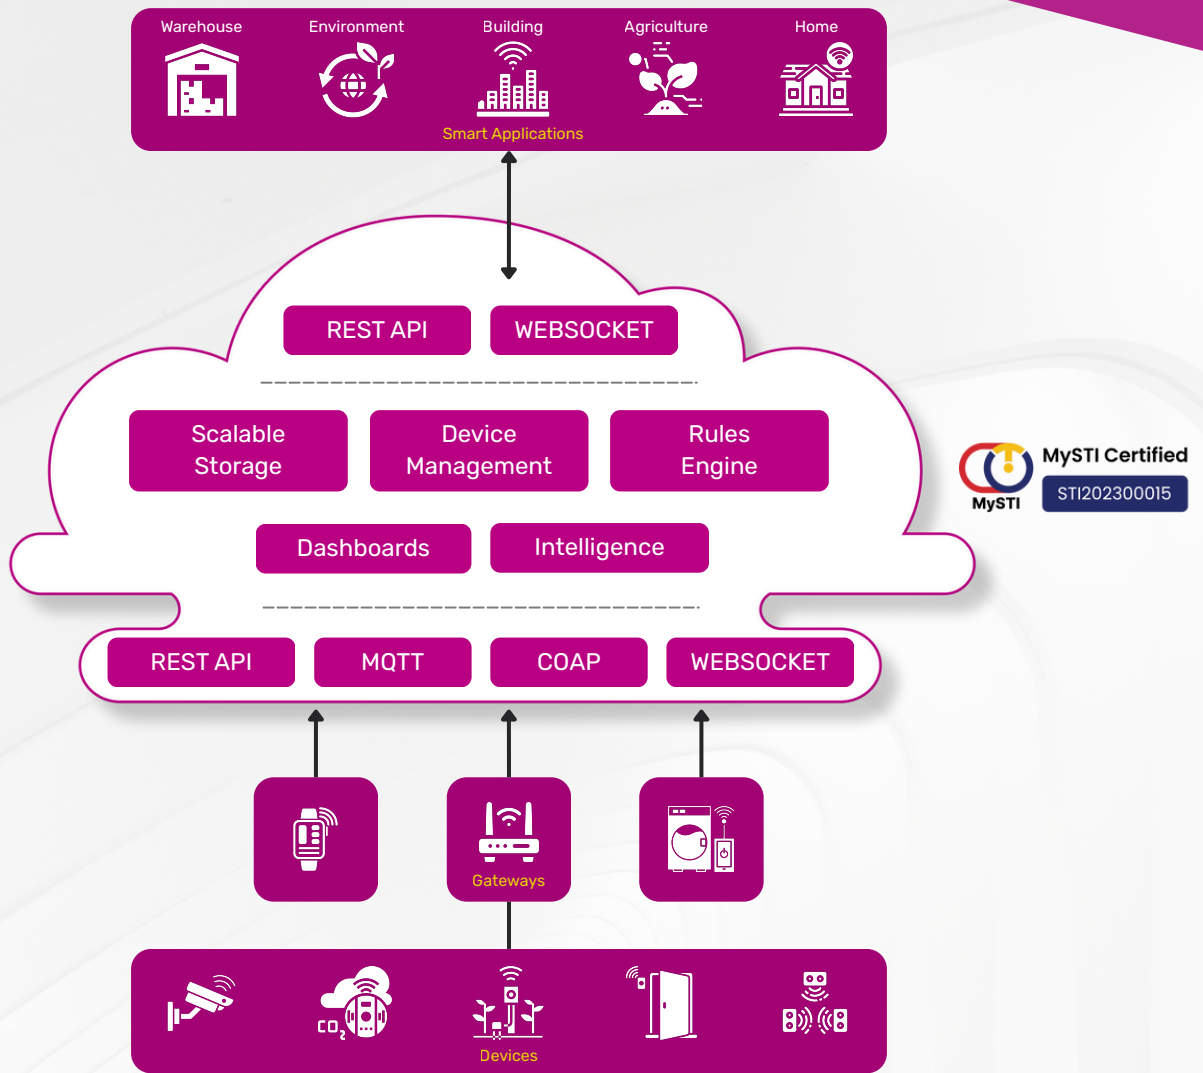 Warehouse
Environment
Building
Agriculture
Home
Smart Applications
REST API
WEBSOCKET
Scalable
Storage
Device
Management
Rules
Engine
MySTI
MySTI Certified
STI202300015
Dashboards
Intelligence
REST API
MQTT
COAP
WEBSOCKET
Gateways
CO2
Devices